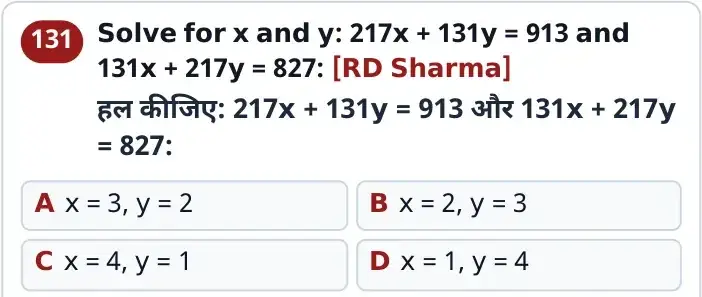 131 Solve for x and y: 217x + 131y = 913 and
131x + 217y = 827: [RD Sharma]
हल कीजिए: 217x + 131y = 913 और 131x + 217y
= 827:
A x = 3, y = 2
B x = 2, y = 3
C x = 4, y = 1
D x = 1, y = 4